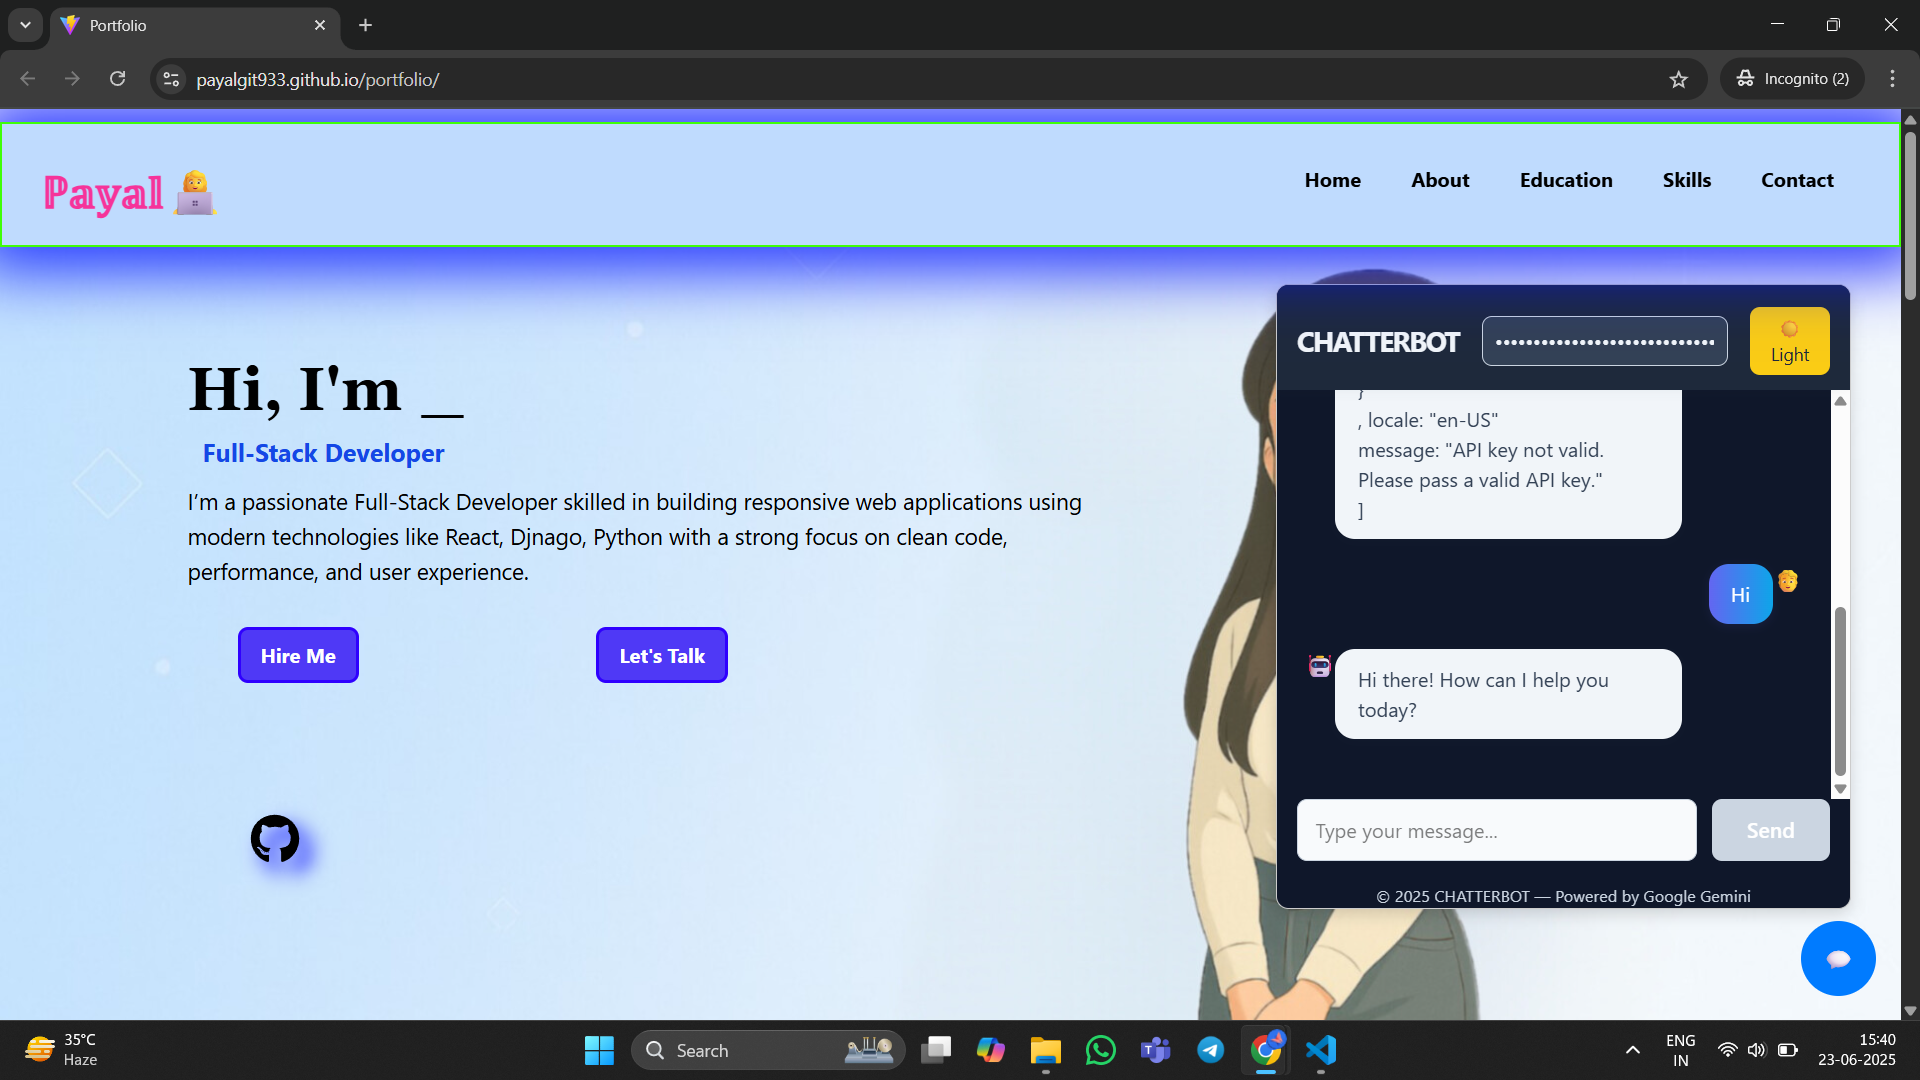 Portfolio
payalgit933.github.io/portfolio/
Incognito (2)
Payal
Home About Education Skills Contact
Hi, I'm _
Full-Stack Developer
I’m a passionate Full-Stack Developer skilled in building responsive web applications using
modern technologies like React, Djnago, Python with a strong focus on clean code,
performance, and user experience.
Hire Me
Let's Talk
CHATTERBOT
Light
}
, locale: "en-US"
message: "API key not valid.
Please pass a valid API key."
]
Hi
Hi there! How can I help you
today?
Type your message...
Send
© 2025 CHATTERBOT — Powered by Google Gemini
35°C
Haze
Search
ENG
IN
15:40
23-06-2025